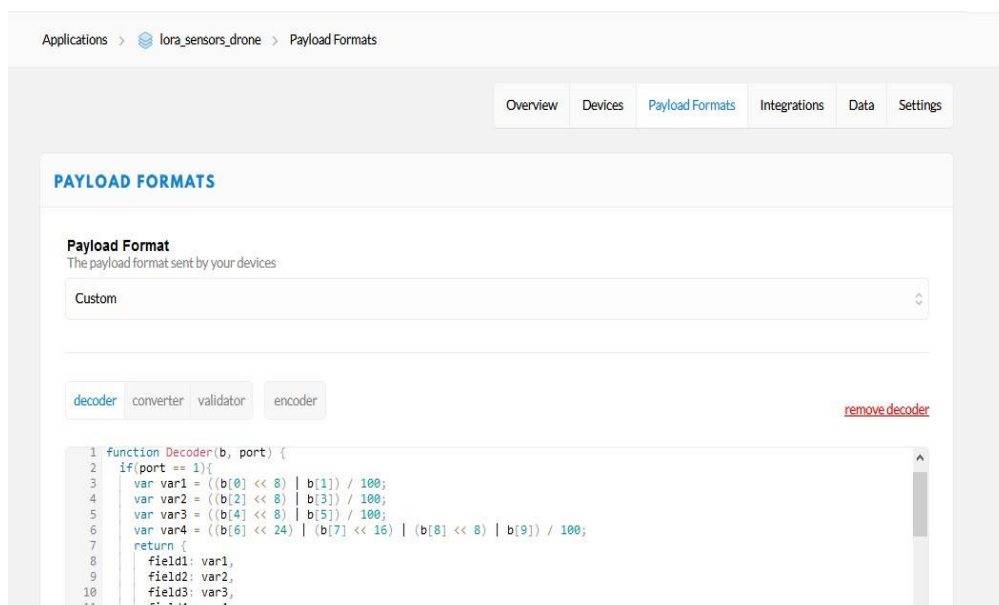 Applications > lora_sensors_drone > Payload Formats
Overview Devices Payload Formats Integrations Data Settings
PAYLOAD FORMATS
Payload Format
The payload format sent by your devices
Custom
decoder converter validator encoder
remove decoder
1 function Decoder(b, port) {
2 if(port == 1){
3 var var1 = ((b[0] << 8) | b[1]) / 100;
4 var var2 = ((b[2] << 8) | b[3]) / 100;
5 var var3 = ((b[4] << 8) | b[5]) / 100;
6 var var4 = ((b[6] << 24) | (b[7] << 16) | (b[8] << 8) | b[9]) / 100;
7 return {
8 field1: var1,
9 field2: var2,
10 field3: var3,